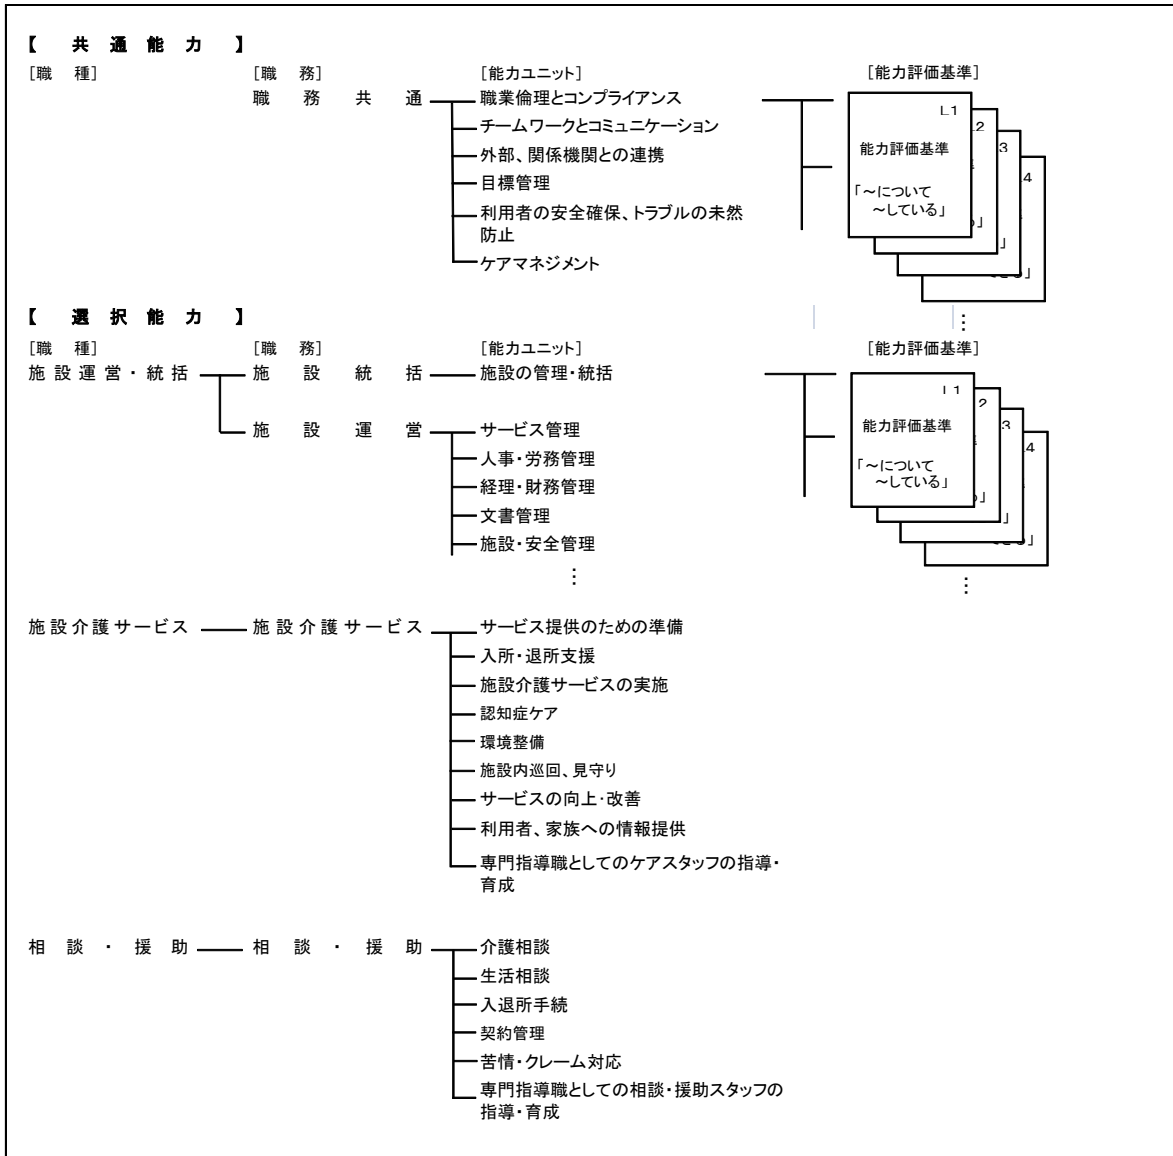 【 共 通 能 力 】
[職 種] [職 務] [能力ユニット] [能力評価基準]
職 務 共 通 職業倫理とコンプライアンス
チームワークとコミュニケーション
外部、関係機関との連携
目標管理
利用者の安全確保、トラブルの未然
防止
ケアマネジメント
L1
能力評価基準
「～について
～している」
2
3
4
」
」
」
⋮
【 選 択 能 力 】
[職 種] [職 務] [能力ユニット] [能力評価基準]
施設運営・統括 施 設 統 括 施設の管理・統括
施 設 運 営 サービス管理
人事・労務管理
経理・財務管理
文書管理
施設・安全管理
⋮
L1
能力評価基準
「～について
～している」
2
3
4
」
」
」
⋮
施設介護サービス 施設介護サービス サービス提供のための準備
入所・退所支援
施設介護サービスの実施
認知症ケア
環境整備
施設内巡回、見守り
サービスの向上・改善
利用者、家族への情報提供
専門指導職としてのケアスタッフの指導・
育成
相 談 ・ 援 助 相 談 ・ 援 助 介護相談
生活相談
入退所手続
契約管理
苦情・クレーム対応
専門指導職としての相談・援助スタッフの
指導・育成